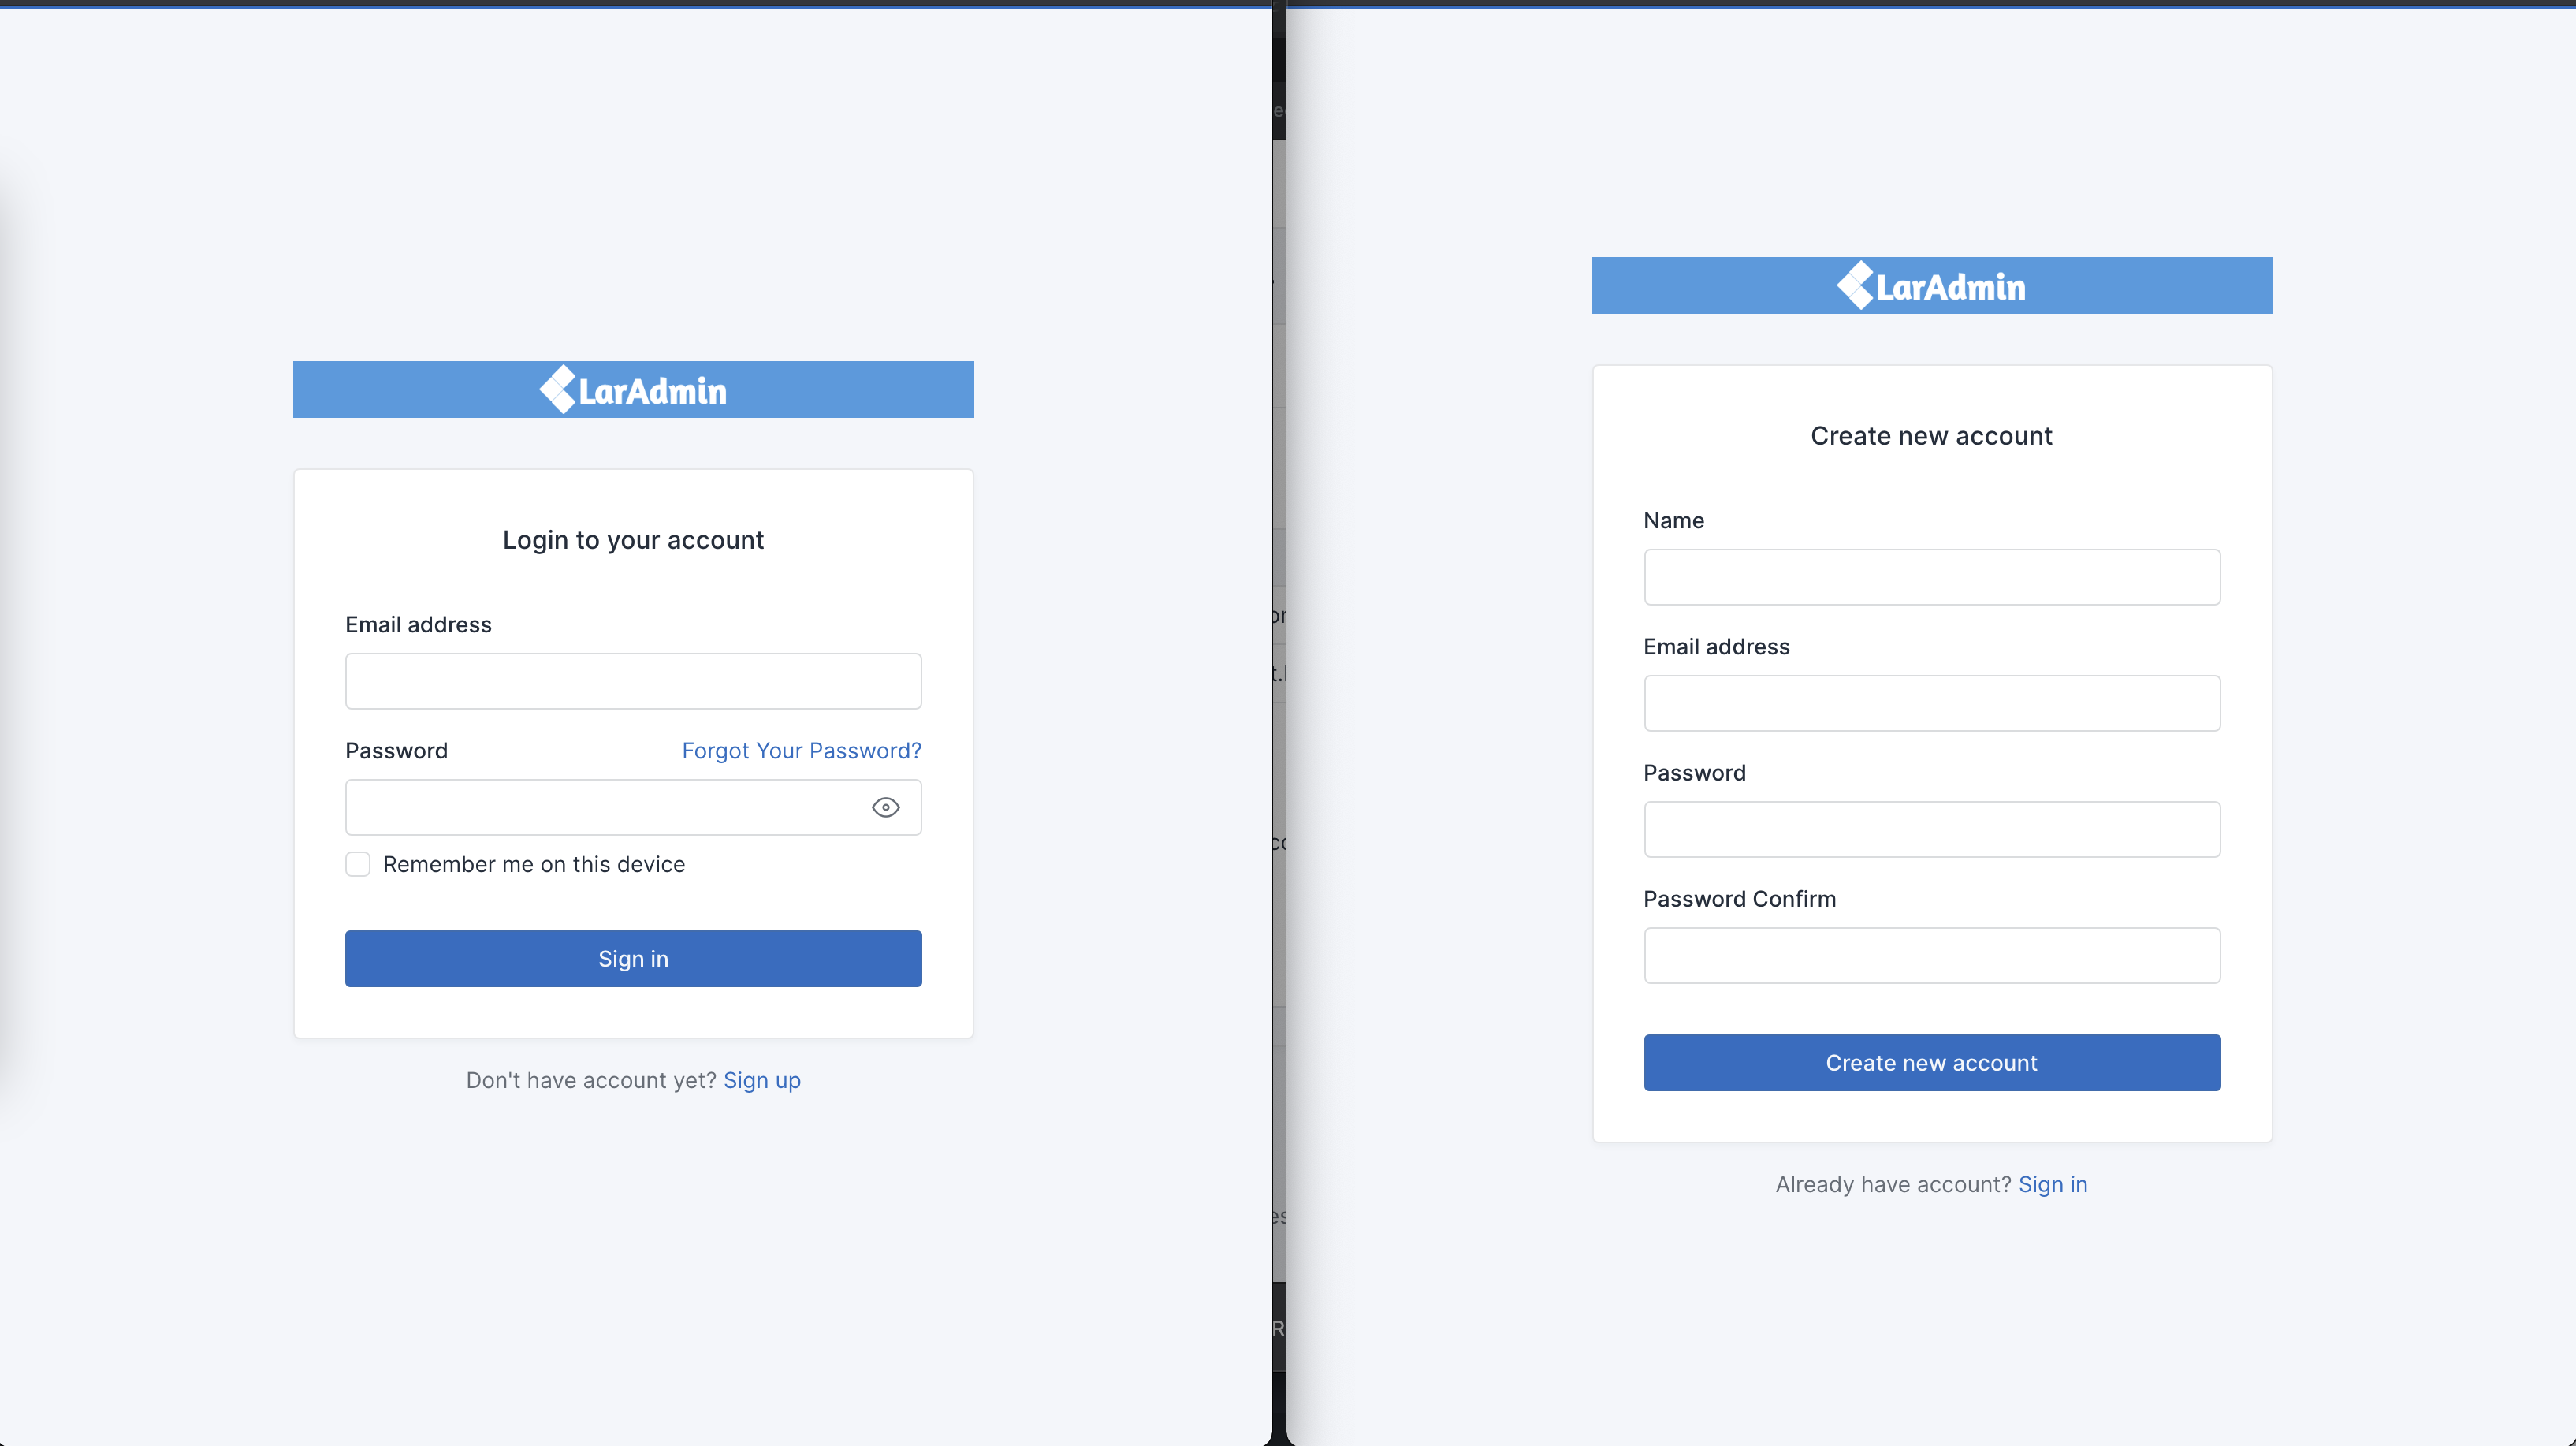 LarAdmin
Login to your account
Email address
Password
Forgot Your Password?
Remember me on this device
Sign in
Don't have account yet? Sign up
LarAdmin
Create new account
Name
Email address
Password
Password Confirm
Create new account
Already have account? Sign in